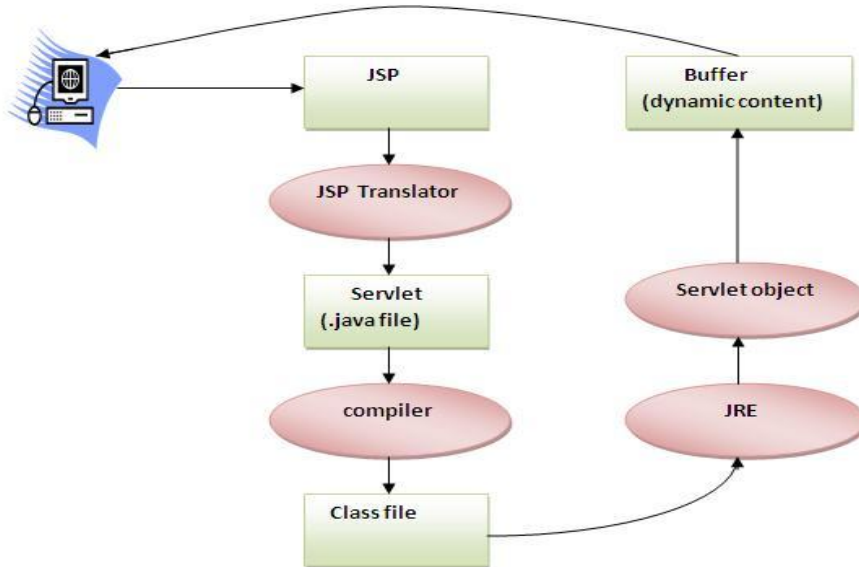 JSP
JSP Translator
Servlet
(.java file)
compiler
Class file
JRE
Servlet object
Buffer
(dynamic content)